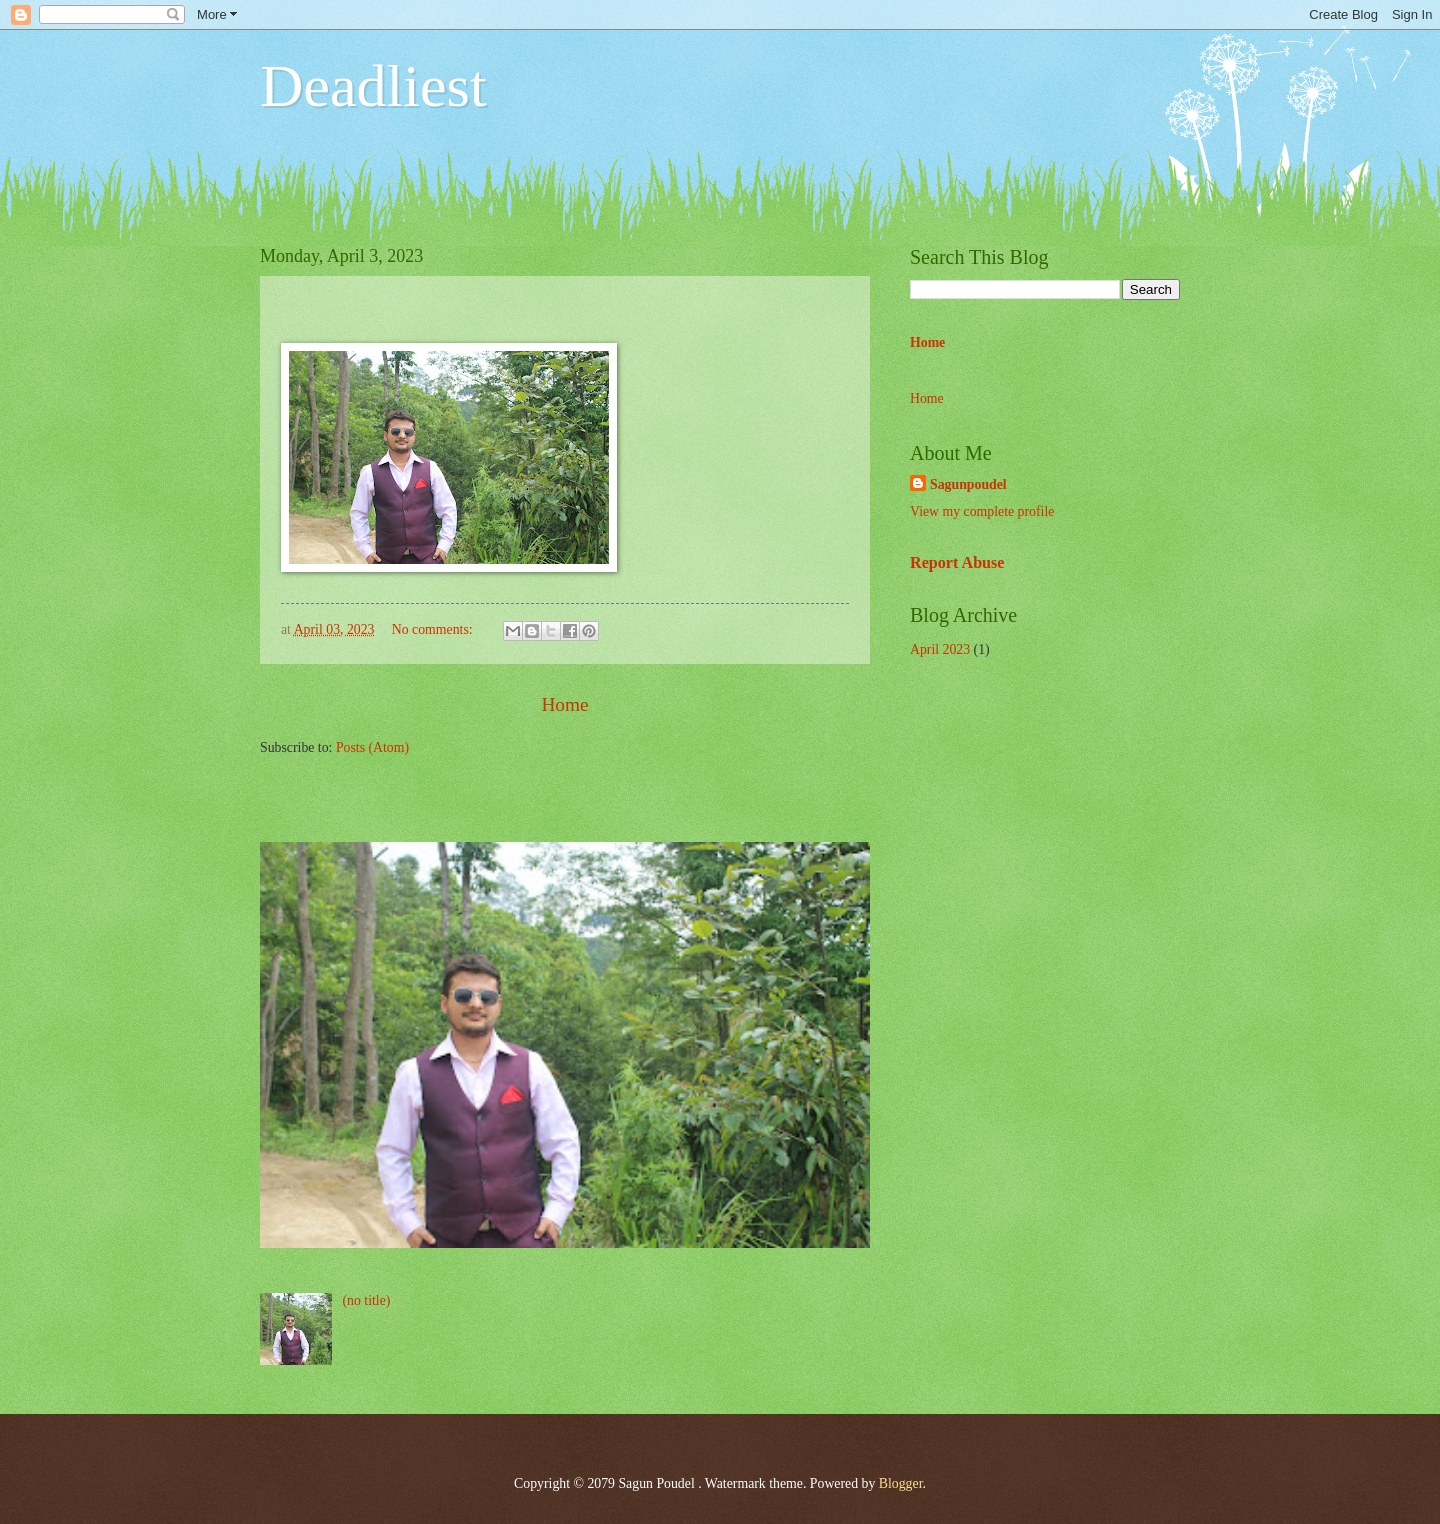 More
Create Blog
Sign In
Deadliest
Monday, April 3, 2023
at April 03, 2023
No comments:
Home
Subscribe to: Posts (Atom)
(no title)
Search This Blog
Search
Home
Home
About Me
Sagunpoudel
View my complete profile
Report Abuse
Blog Archive
April 2023 (1)
Copyright © 2079 Sagun Poudel . Watermark theme. Powered by Blogger.